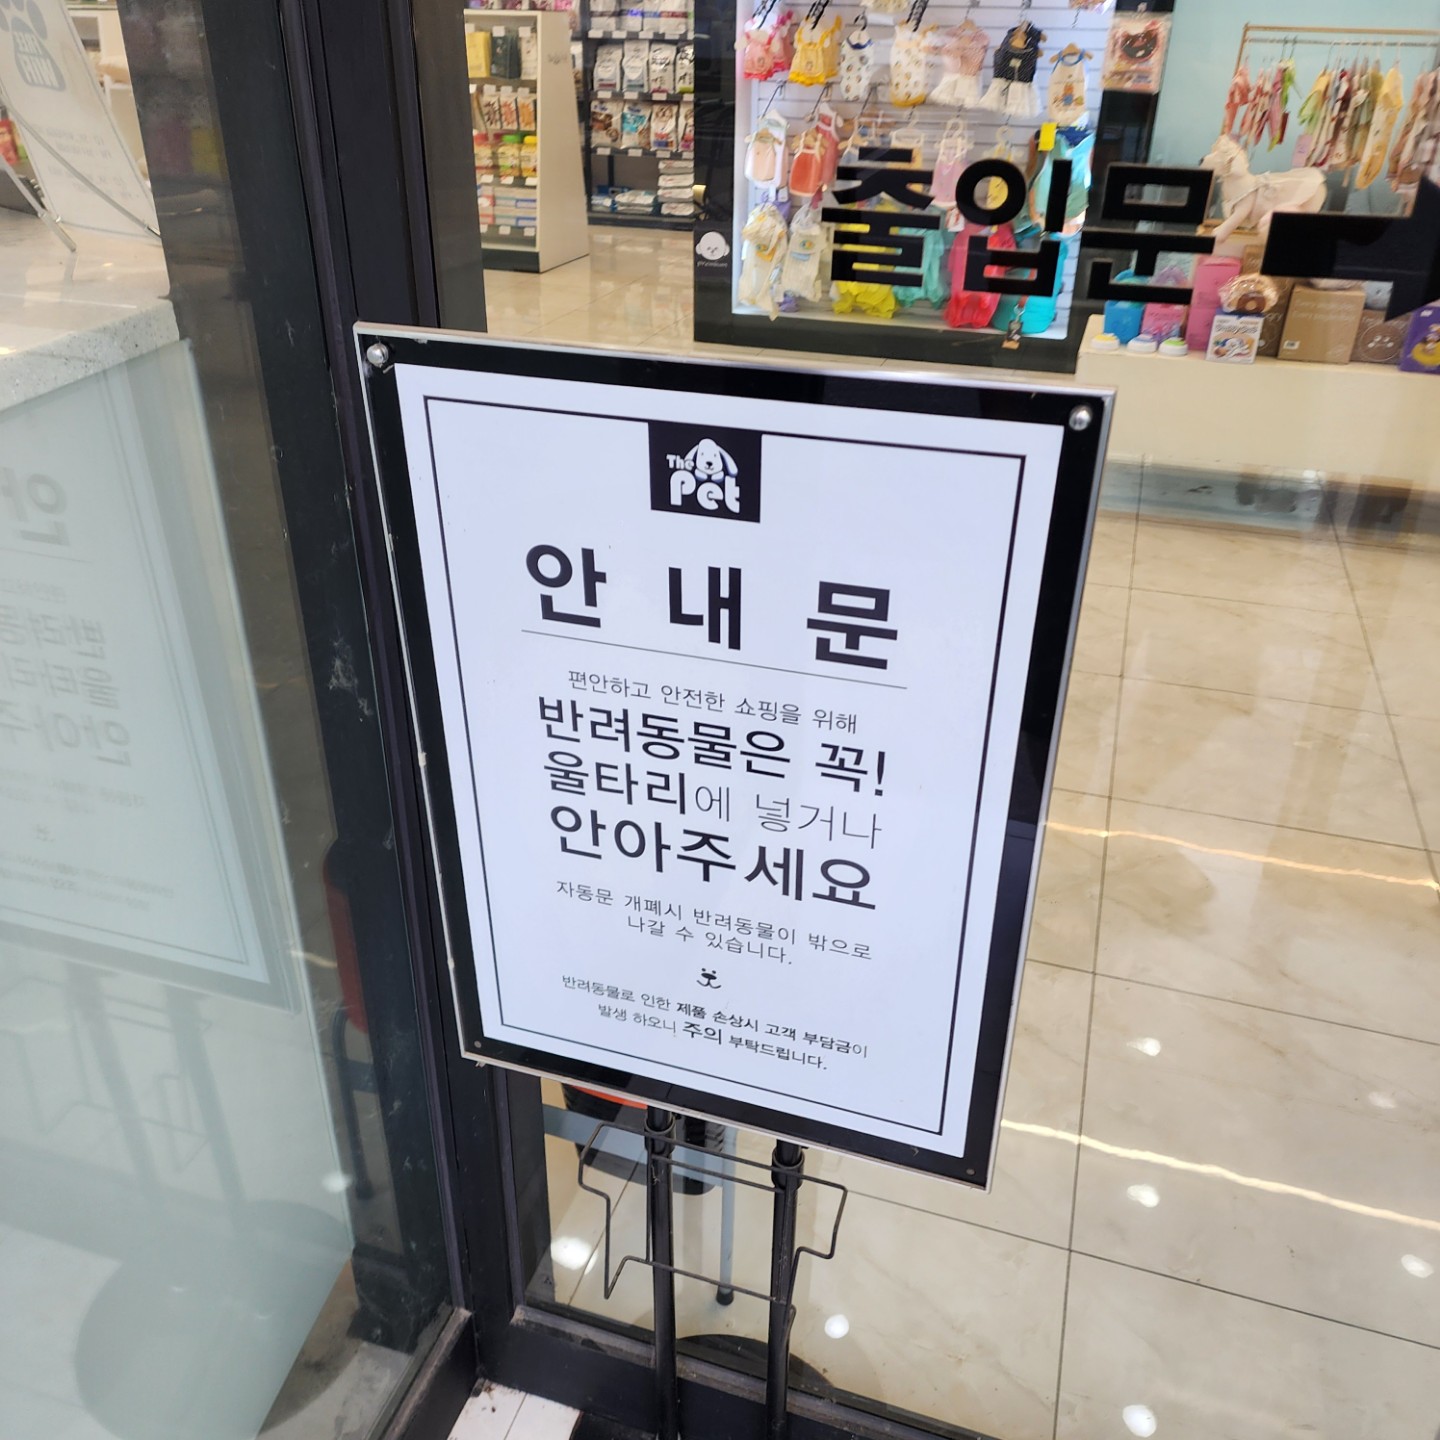 출입문
The
Pet
안내문
편안하고 안전한 쇼핑을 위해
반려동물은 꼭!
울타리에 넣거나
안아주세요
자동문 개폐시 반려동물이 밖으로
나갈 수 있습니다.
반려동물로 인한 제품 손상시 고객 부담금이
발생 하오니 주의 부탁드립니다.